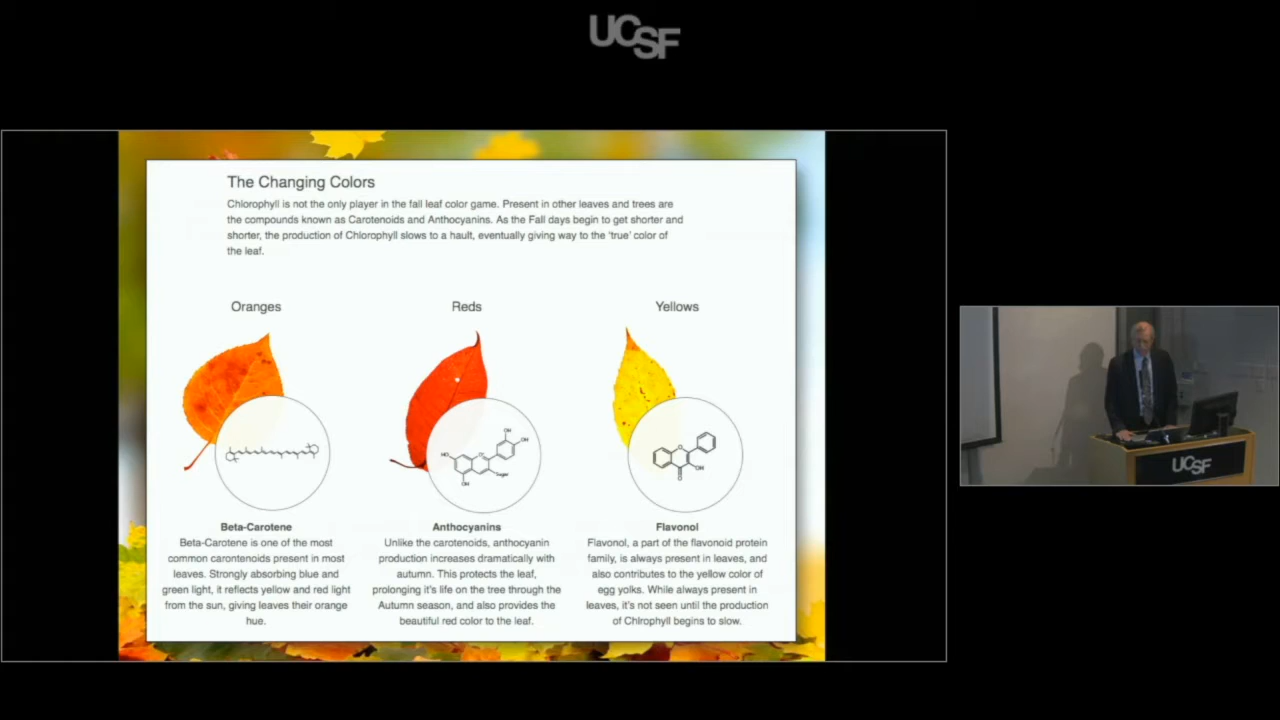 UCSF
The Changing Colors
Chlorophyll is not the only player in the fall leaf color game. Present in other leaves and trees are
the compounds known as Carotenoids and Anthocyanins. As the Fall days begin to get shorter and
shorter, the production of Chlorophyll slows to a hault, eventually giving way to the 'true' color of
the leaf.
Oranges
Reds
Yellows
HO
OH
OH
O+
Sugar
OH
O
OH
O
Beta-Carotene
Beta-Carotene is one of the most
common carontenoids present in most
leaves. Strongly absorbing blue and
green light, it reflects yellow and red light
from the sun, giving leaves their orange
hue.
Anthocyanins
Unlike the carotenoids, anthocyanin
production increases dramatically with
autumn. This protects the leaf,
prolonging it's life on the tree through the
Autumn season, and also provides the
beautiful red color to the leaf.
Flavonol
Flavonol, a part of the flavonoid protein
family, is always present in leaves, and
also contributes to the yellow color of
egg yolks. While always present in
leaves, it's not seen until the production
of Chlrophyll begins to slow.
UCSF